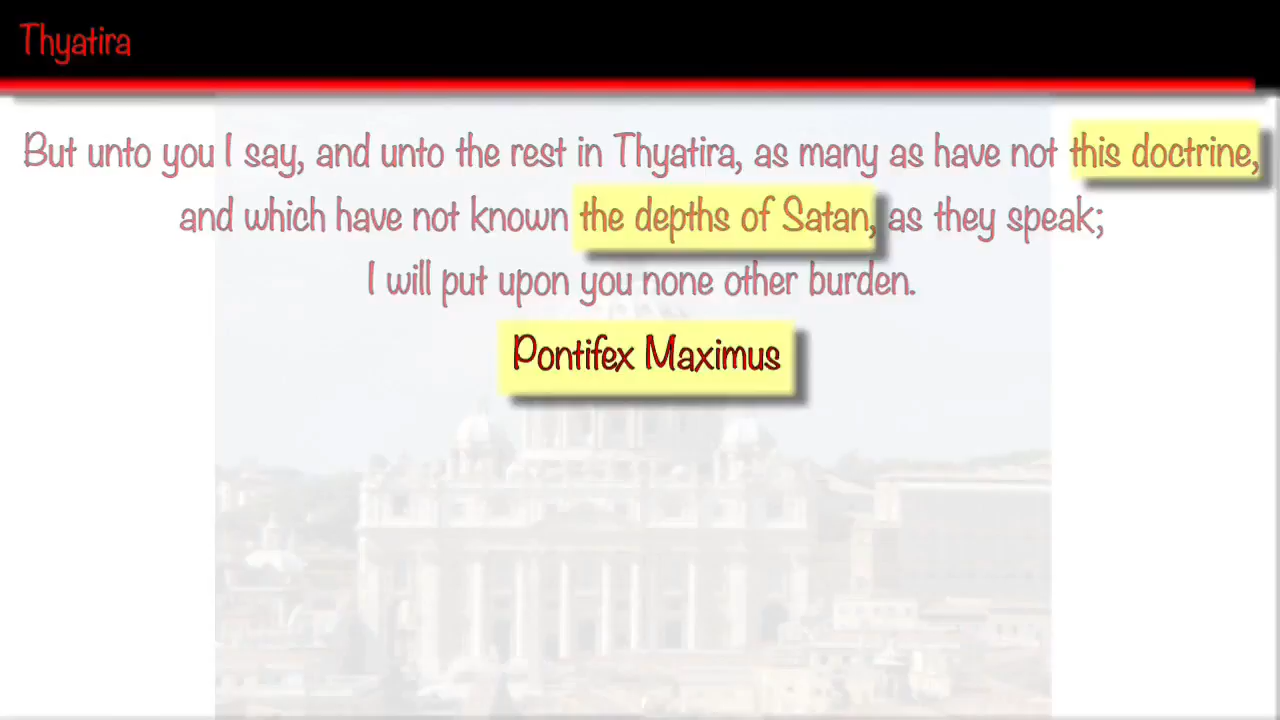 Thyatira
But unto you I say, and unto the rest in Thyatira, as many as have not this doctrine,
and which have not known the depths of Satan, as they speak;
I will put upon you none other burden.
Pontifex Maximus